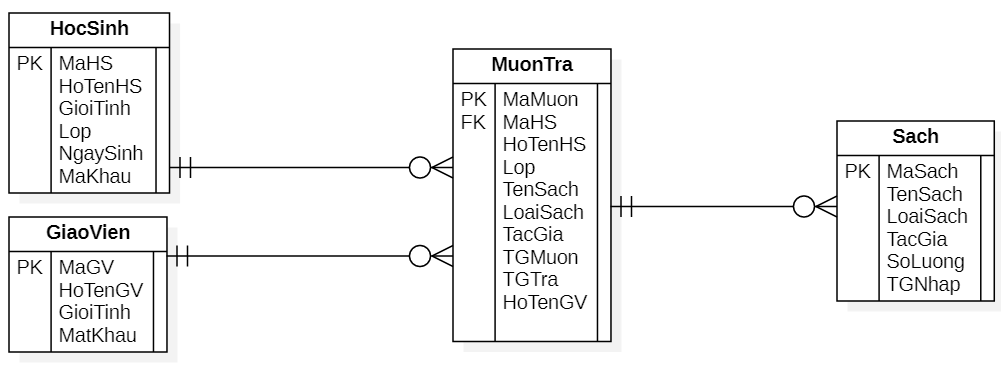 HocSinh
PK MaHS
HoTenHS
GioiTinh
Lop
NgaySinh
MaKhau
GiaoVien
PK MaGV
HoTenGV
GioiTinh
MatKhau
MuonTra
PK MaMuon
FK MaHS
HoTenHS
Lop
TenSach
LoaiSach
TacGia
TGMuon
TGTra
HoTenGV
Sach
PK MaSach
TenSach
LoaiSach
TacGia
SoLuong
TGNhap